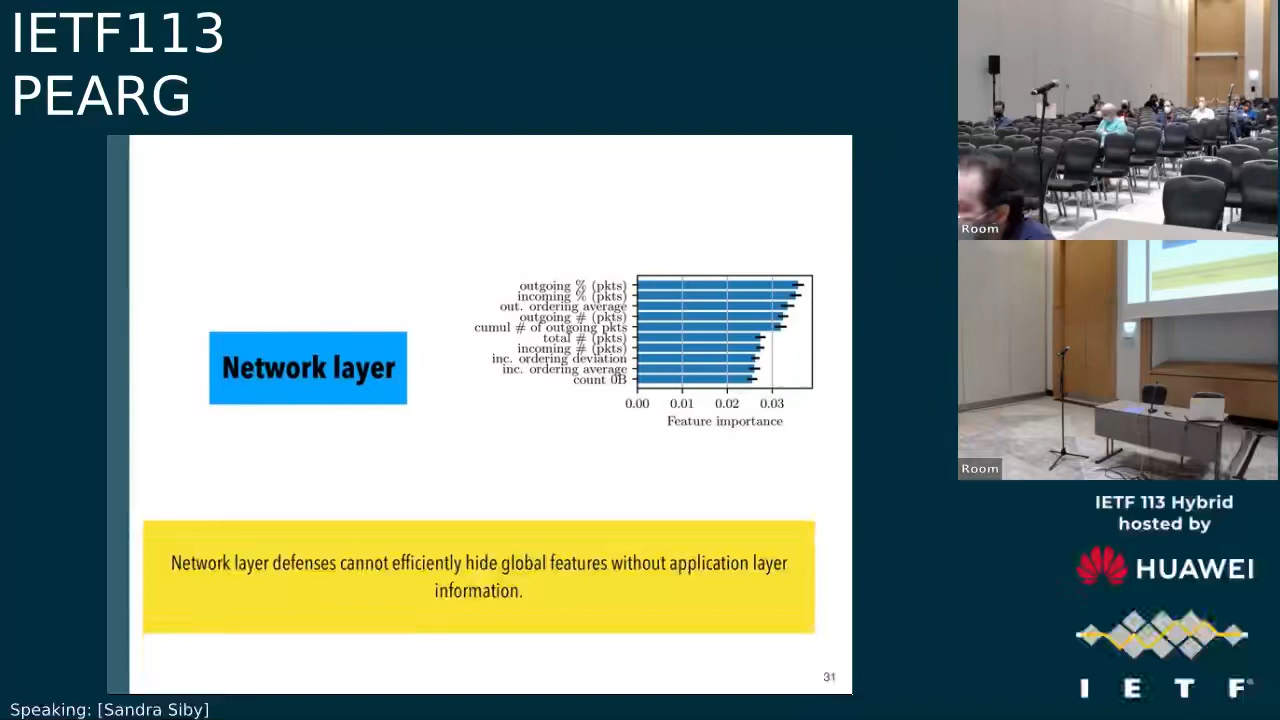 IETF113
PEARG
Network layer
outgoing % (pkts)
incoming % (pkts)
out. ordering average
outgoing # (pkts)
cumul # of outgoing pkts
total # (pkts)
incoming # (pkts)
inc. ordering deviation
inc. ordering average
count 0B
0.00 0.01 0.02 0.03
Feature importance
Network layer defenses cannot efficiently hide global features without application layer
information.
31
Speaking: [Sandra Siby]
Room
Room
IETF 113 Hybrid
hosted by
HUAWEI
I E T F